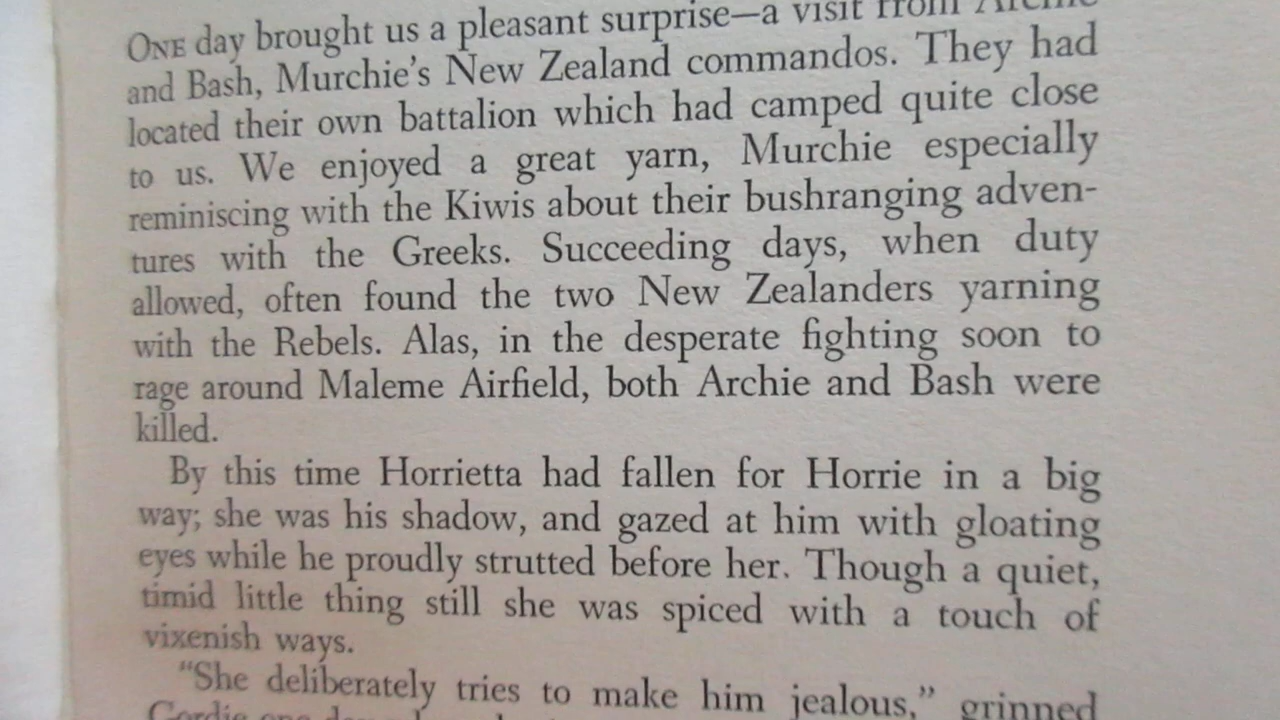 ONE day brought us a pleasant surprise—a visit from Archie
and Bash, Murchie's New Zealand commandos. They had
located their own battalion which had camped quite close
to us. We enjoyed a great yarn, Murchie especially
reminiscing with the Kiwis about their bushranging adven-
tures with the Greeks. Succeeding days, when duty
allowed, often found the two New Zealanders yarning
with the Rebels. Alas, in the desperate fighting soon to
rage around Maleme Airfield, both Archie and Bash were
killed.
By this time Horrietta had fallen for Horrie in a big
way; she was his shadow, and gazed at him with gloating
eyes while he proudly strutted before her. Though a quiet,
timid little thing still she was spiced with a touch of
vixenish ways.
"She deliberately tries to make him jealous," grinned
Gordie one day